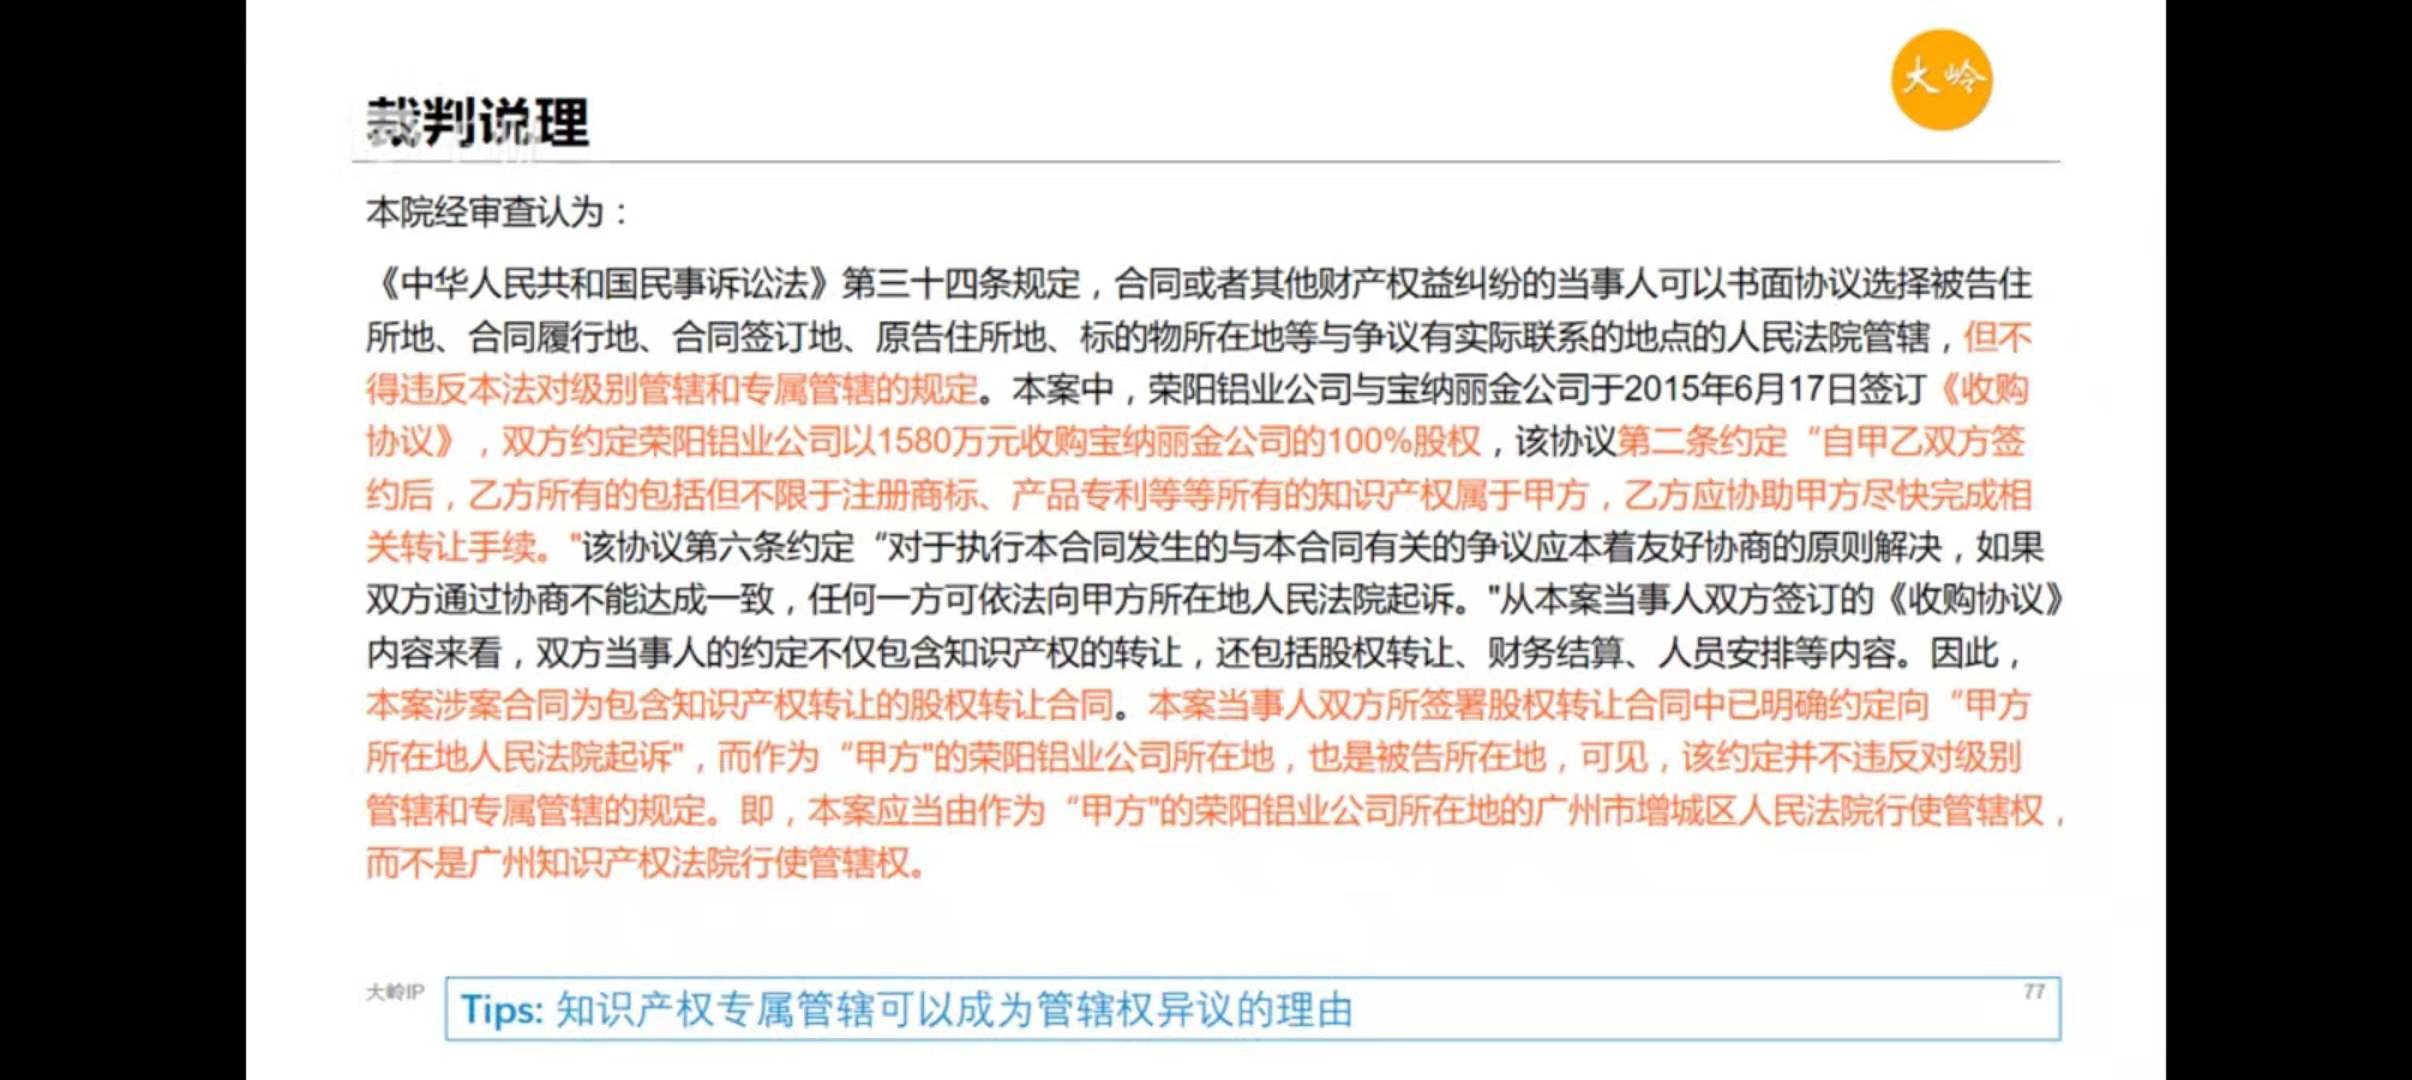 大岭
裁判说理
本院经审查认为：
《中华人民共和国民事诉讼法》第三十四条规定，合同或者其他财产权益纠纷的当事人可以书面协议选择被告住
所地、合同履行地、合同签订地、原告住所地、标的物所在地等与争议有实际联系的地点的人民法院管辖，但不
得违反本法对级别管辖和专属管辖的规定。本案中，荣阳铝业公司与宝纳丽金公司于2015年6月17日签订《收购
协议》，双方约定荣阳铝业公司以1580万元收购宝纳丽金公司的100%股权，该协议第二条约定“自甲乙双方签
约后，乙方所有的包括但不限于注册商标、产品专利等等所有的知识产权属于甲方，乙方应协助甲方尽快完成相
关转让手续。"该协议第六条约定“对于执行本合同发生的与本合同有关的争议应本着友好协商的原则解决，如果
双方通过协商不能达成一致，任何一方可依法向甲方所在地人民法院起诉。"从本案当事人双方签订的《收购协议》
内容来看，双方当事人的约定不仅包含知识产权的转让，还包括股权转让、财务结算、人员安排等内容。因此，
本案涉案合同为包含知识产权转让的股权转让合同。本案当事人双方所签署股权转让合同中已明确约定向“甲方
所在地人民法院起诉"，而作为“甲方"的荣阳铝业公司所在地，也是被告所在地，可见，该约定并不违反对级别
管辖和专属管辖的规定。即，本案应当由作为“甲方"的荣阳铝业公司所在地的广州市增城区人民法院行使管辖权，
而不是广州知识产权法院行使管辖权。
大岭IP
Tips: 知识产权专属管辖可以成为管辖权异议的理由
77